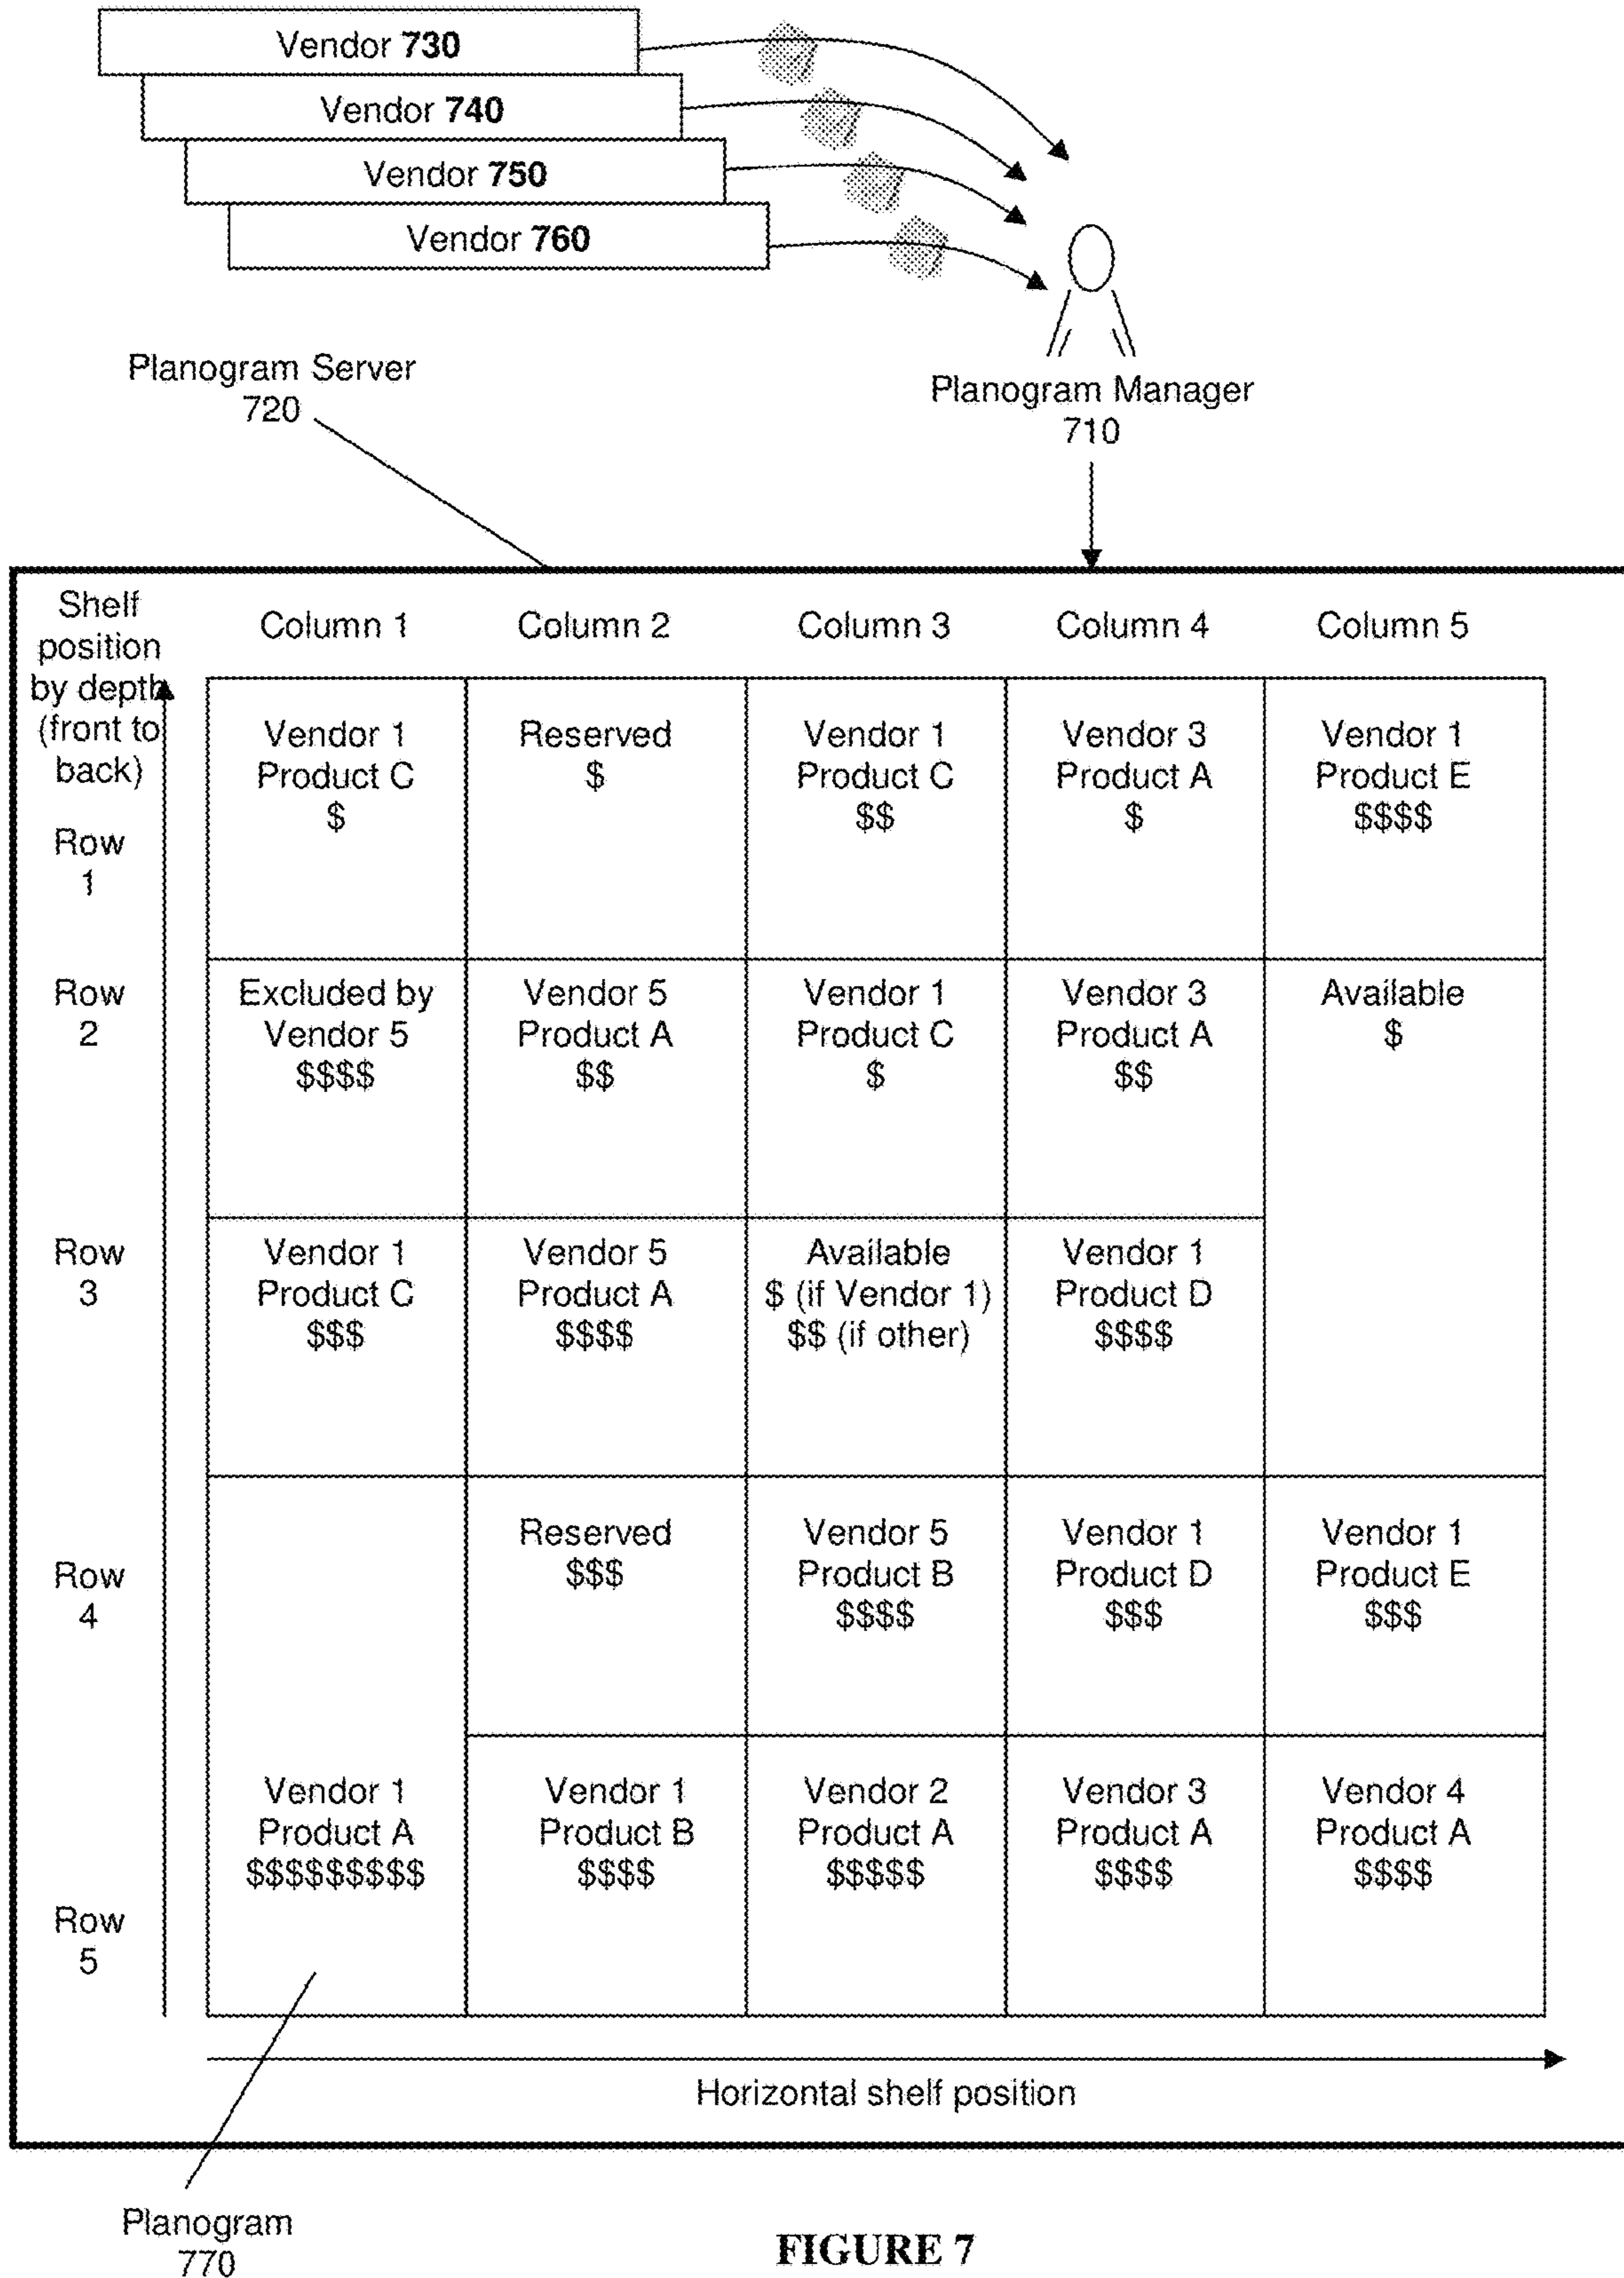 Vendor 730
Vendor 740
Vendor 750
Vendor 760
Planogram Server
720
Planogram Manager
710
Shelf
position
by depth
(front to
back)
Column 1
Column 2
Column 3
Column 4
Column 5
Row
1
Vendor 1
Product C
$
Reserved
$
Vendor 1
Product C
$$
Vendor 3
Product A
$
Vendor 1
Product E
$$$$
Row
2
Excluded by
Vendor 5
$$$$
Vendor 5
Product A
$$
Vendor 1
Product C
$
Vendor 3
Product A
$$
Available
$
Row
3
Vendor 1
Product C
$$$
Vendor 5
Product A
$$$$
Available
$ (if Vendor 1)
$$ (if other)
Vendor 1
Product D
$$$$
Row
4
Reserved
$$$
Vendor 5
Product B
$$$$
Vendor 1
Product D
$$$
Vendor 1
Product E
$$$
Row
5
Vendor 1
Product A
$$$$$$$$$
Vendor 1
Product B
$$$$
Vendor 2
Product A
$$$$$
Vendor 3
Product A
$$$$
Vendor 4
Product A
$$$$
Horizontal shelf position
Planogram
770
FIGURE 7